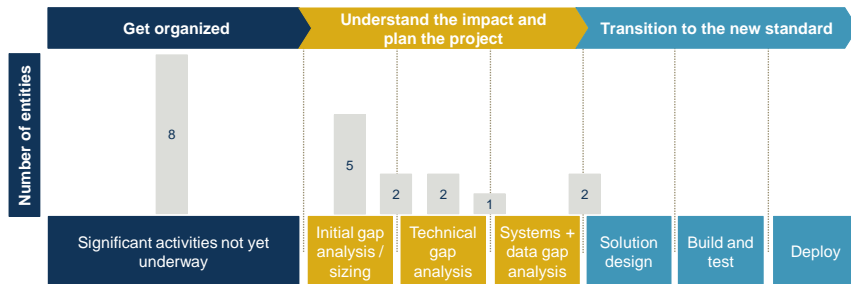 Get organized
Understand the impact and
plan the project
Transition to the new standard
Number of entities
8
5
2
2
1
2
Significant activities not yet
underway
Initial gap
analysis /
sizing
Technical
gap
analysis
Systems +
data gap
analysis
Solution
design
Build and
test
Deploy